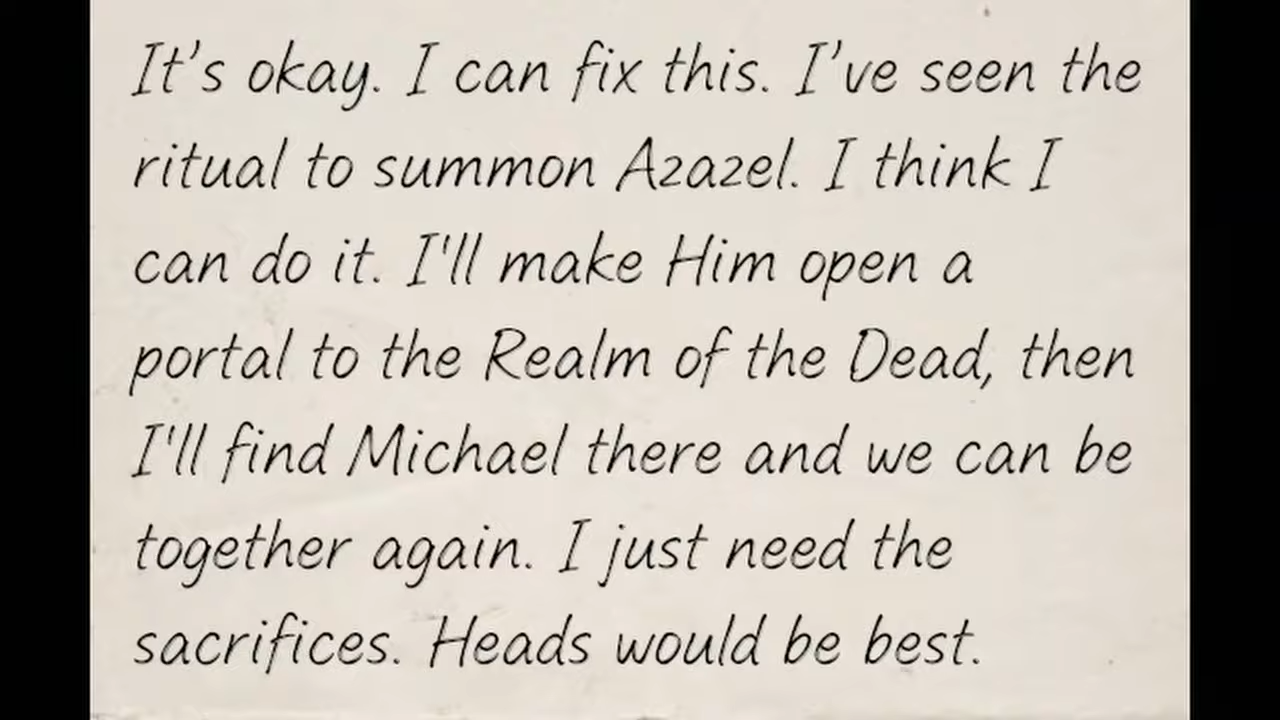 It’s okay. I can fix this. I’ve seen the
ritual to summon Azazel. I think I
can do it. I'll make Him open a
portal to the Realm of the Dead, then
I'll find Michael there and we can be
together again. I just need the
sacrifices. Heads would be best.